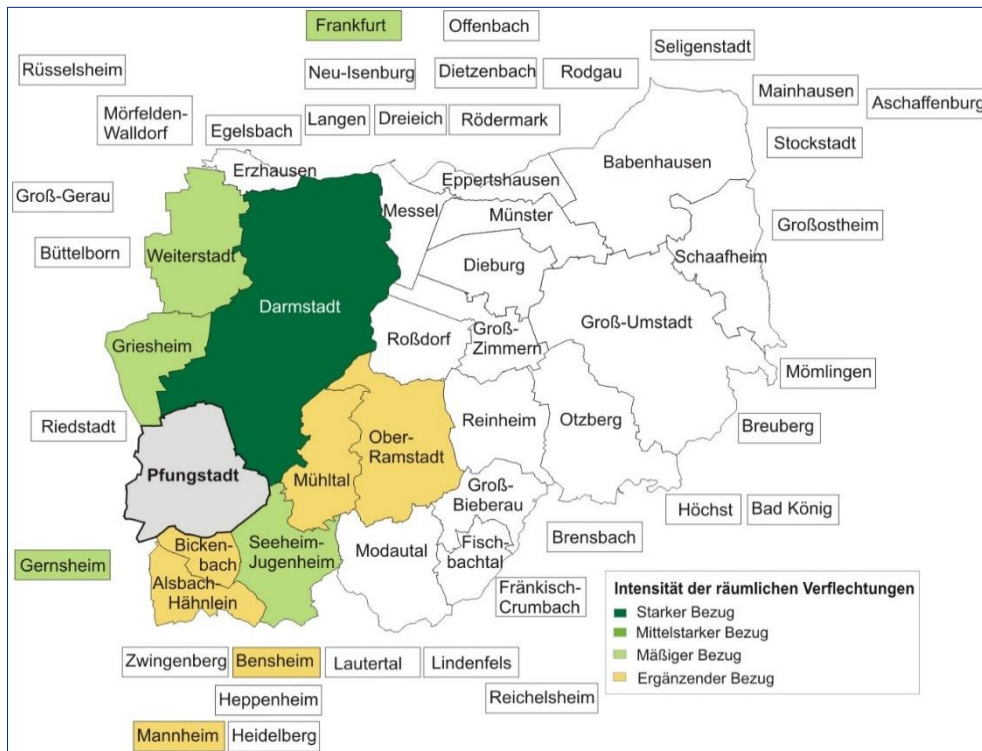 Frankfurt
Offenbach
Seligenstadt
Rüsselsheim
Neu-Isenburg
Dietzenbach
Rodgau
Mainhausen
Aschaffenburg
Mörfelden-
Walldorf
Egelsbach
Langen
Dreieich
Rödermark
Stockstadt
Erzhausen
Eppertshausen
Babenhausen
Groß-Gerau
Messel
Münster
Großostheim
Büttelborn
Weiterstadt
Dieburg
Schaafheim
Darmstadt
Groß-Umstadt
Griesheim
Roßdorf
Groß-
Zimmern
Mömlingen
Riedstadt
Ober-
Ramstadt
Reinheim
Otzberg
Breuberg
Pfungstadt
Mühltal
Groß-
Bieberau
Höchst
Bad König
Bicken-
bach
Seeheim-
Jugenheim
Modautal
Fisch-
bachtal
Brensbach
Gernsheim
Alsbach-
Hähnlein
Fränkisch-
Crumbach
Intensität der räumlichen Verflechtungen
Starker Bezug
Mittelstarker Bezug
Mäßiger Bezug
Ergänzender Bezug
Zwingenberg
Bensheim
Lautertal
Lindenfels
Heppenheim
Reichelsheim
Mannheim
Heidelberg